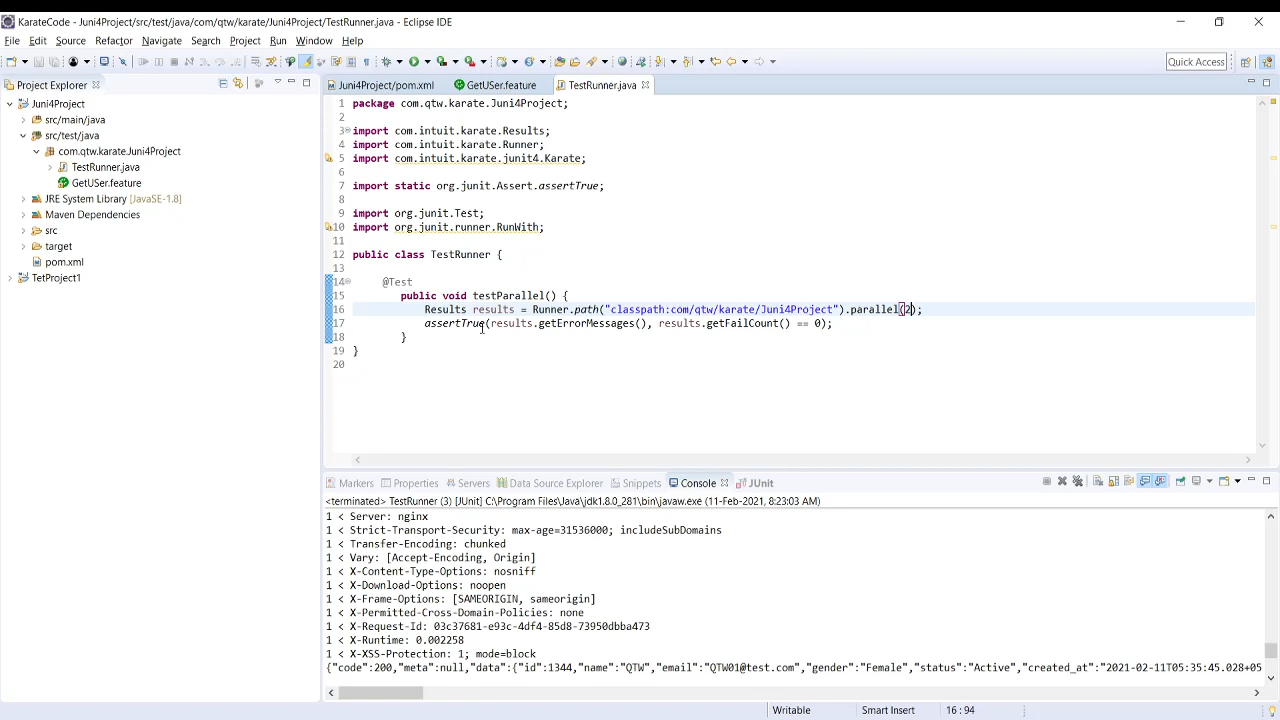 KarateCode - Juni4Project/src/test/java/com/qtw/karate/Juni4Project/TestRunner.java - Eclipse IDE
File Edit Source Refactor Navigate Search Project Run Window Help
Quick Access
Project Explorer
Juni4Project
src/main/java
src/test/java
com.qtw.karate.Juni4Project
TestRunner.java
GetUSer.feature
JRE System Library [JavaSE-1.8]
Maven Dependencies
src
target
pom.xml
TetProject1
Juni4Project/pom.xml GetUSer.feature TestRunner.java
1 package com.qtw.karate.Juni4Project;
2
3 import com.intuit.karate.Results;
4 import com.intuit.karate.Runner;
5 import com.intuit.karate.junit4.Karate;
6
7 import static org.junit.Assert.assertTrue;
8
9 import org.junit.Test;
10 import org.junit.runner.RunWith;
11
12 public class TestRunner {
13
14 @Test
15 public void testParallel() {
16 Results results = Runner.path("classpath:com/qtw/karate/Juni4Project").parallel(2);
17 assertTrue(results.getErrorMessages(), results.getFailCount() == 0);
18 }
19 }
20
Markers Properties Servers Data Source Explorer Snippets Console JUnit
<terminated> TestRunner (3) [JUnit] C:\Program Files\Java\jdk1.8.0_281\bin\javaw.exe (11-Feb-2021, 8:23:03 AM)
1 < Server: nginx
1 < Strict-Transport-Security: max-age=31536000; includeSubDomains
1 < Transfer-Encoding: chunked
1 < Vary: [Accept-Encoding, Origin]
1 < X-Content-Type-Options: nosniff
1 < X-Download-Options: noopen
1 < X-Frame-Options: [SAMEORIGIN, sameorigin]
1 < X-Permitted-Cross-Domain-Policies: none
1 < X-Request-Id: 03c37681-e93c-4df4-85d8-73950dbba473
1 < X-Runtime: 0.002258
1 < X-XSS-Protection: 1; mode=block
{"code":200,"meta":null,"data":{"id":1344,"name":"QTW","email":"QTW01@test.com","gender":"Female","status":"Active","created_at":"2021-02-11T05:35:45.028+05
Writable Smart Insert 16 : 94